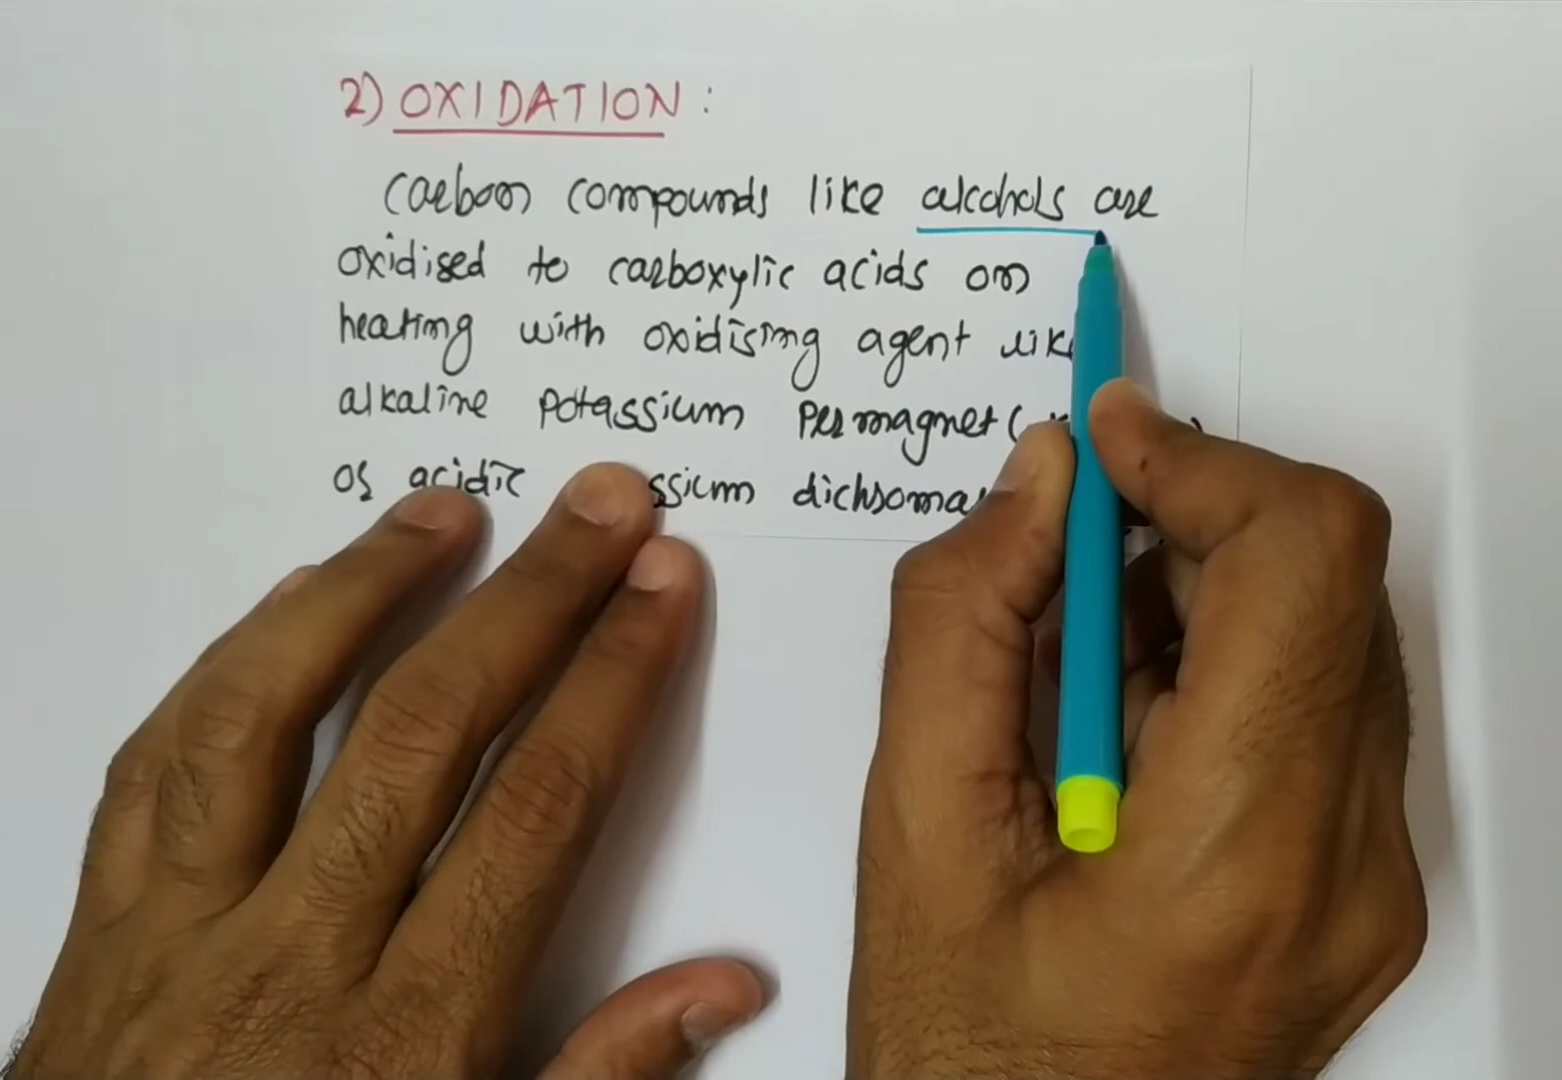 2) OXIDATION :
Carbon compounds like alcohols are
oxidised to carboxylic acids on
heating with oxidising agent like
alkaline Potassium Permagnet (
or acidic ssium dichroma